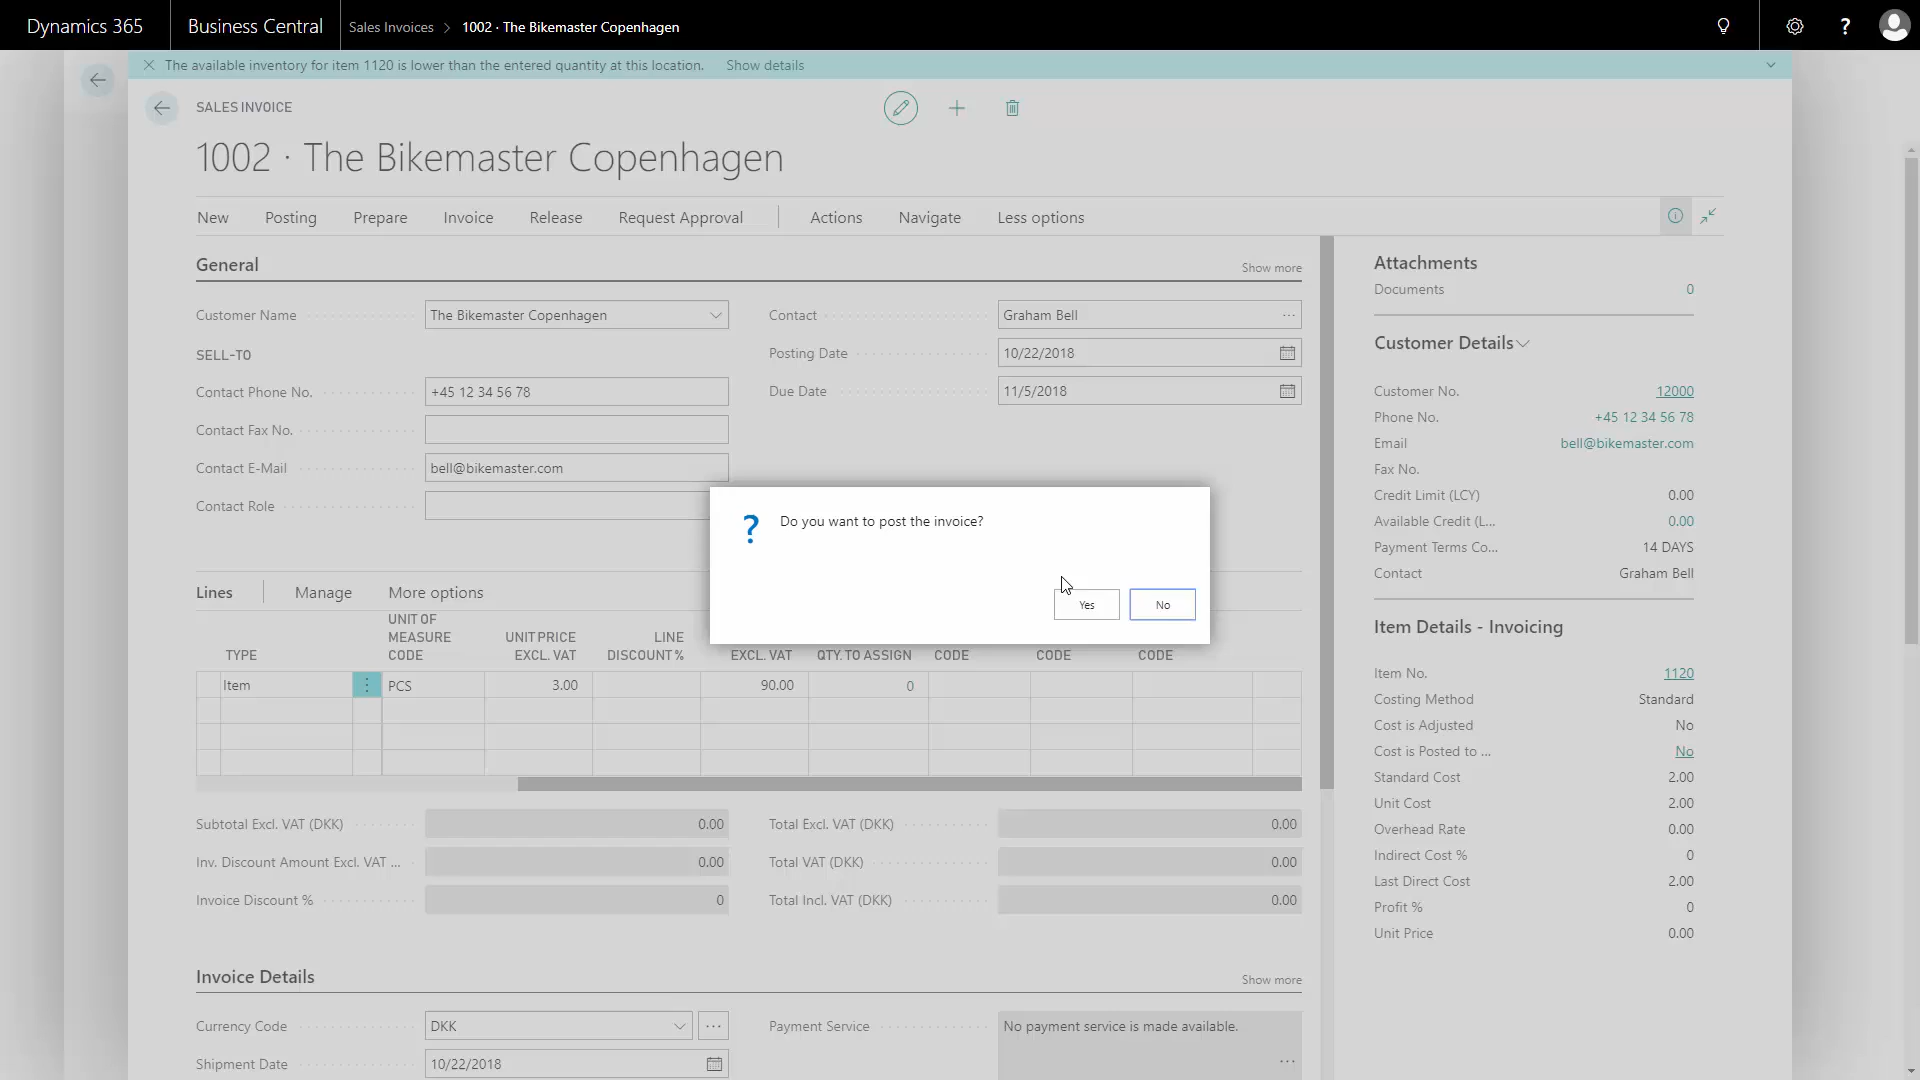 Dynamics 365
Business Central
Sales Invoices > 1002 · The Bikemaster Copenhagen
?
The available inventory for item 1120 is lower than the entered quantity at this location. Show details
SALES INVOICE
1002 · The Bikemaster Copenhagen
New Posting Prepare Invoice Release Request Approval Actions Navigate Less options
General
Show more
Customer Name The Bikemaster Copenhagen
SELL-TO
Contact Phone No. +45 12 34 56 78
Contact Fax No.
Contact E-Mail bell@bikemaster.com
Contact Role
Contact Graham Bell
Posting Date 10/22/2018
Due Date 11/5/2018
Do you want to post the invoice?
Yes No
Lines Manage More options
TYPE
UNIT OF
MEASURE
CODE
UNIT PRICE
EXCL. VAT
LINE
DISCOUNT %
EXCL. VAT
QTY. TO ASSIGN
CODE
CODE
CODE
Item PCS 3.00 90.00 0
Subtotal Excl. VAT (DKK) 0.00
Inv. Discount Amount Excl. VAT ... 0.00
Invoice Discount % 0
Total Excl. VAT (DKK) 0.00
Total VAT (DKK) 0.00
Total Incl. VAT (DKK) 0.00
Invoice Details
Show more
Currency Code DKK
Shipment Date 10/22/2018
Payment Service No payment service is made available.
Attachments
Documents 0
Customer Details
Customer No. 12000
Phone No. +45 12 34 56 78
Email bell@bikemaster.com
Fax No.
Credit Limit (LCY) 0.00
Available Credit (L... 0.00
Payment Terms Co... 14 DAYS
Contact Graham Bell
Item Details - Invoicing
Item No. 1120
Costing Method Standard
Cost is Adjusted No
Cost is Posted to ... No
Standard Cost 2.00
Unit Cost 2.00
Overhead Rate 0.00
Indirect Cost % 0
Last Direct Cost 2.00
Profit % 0
Unit Price 0.00